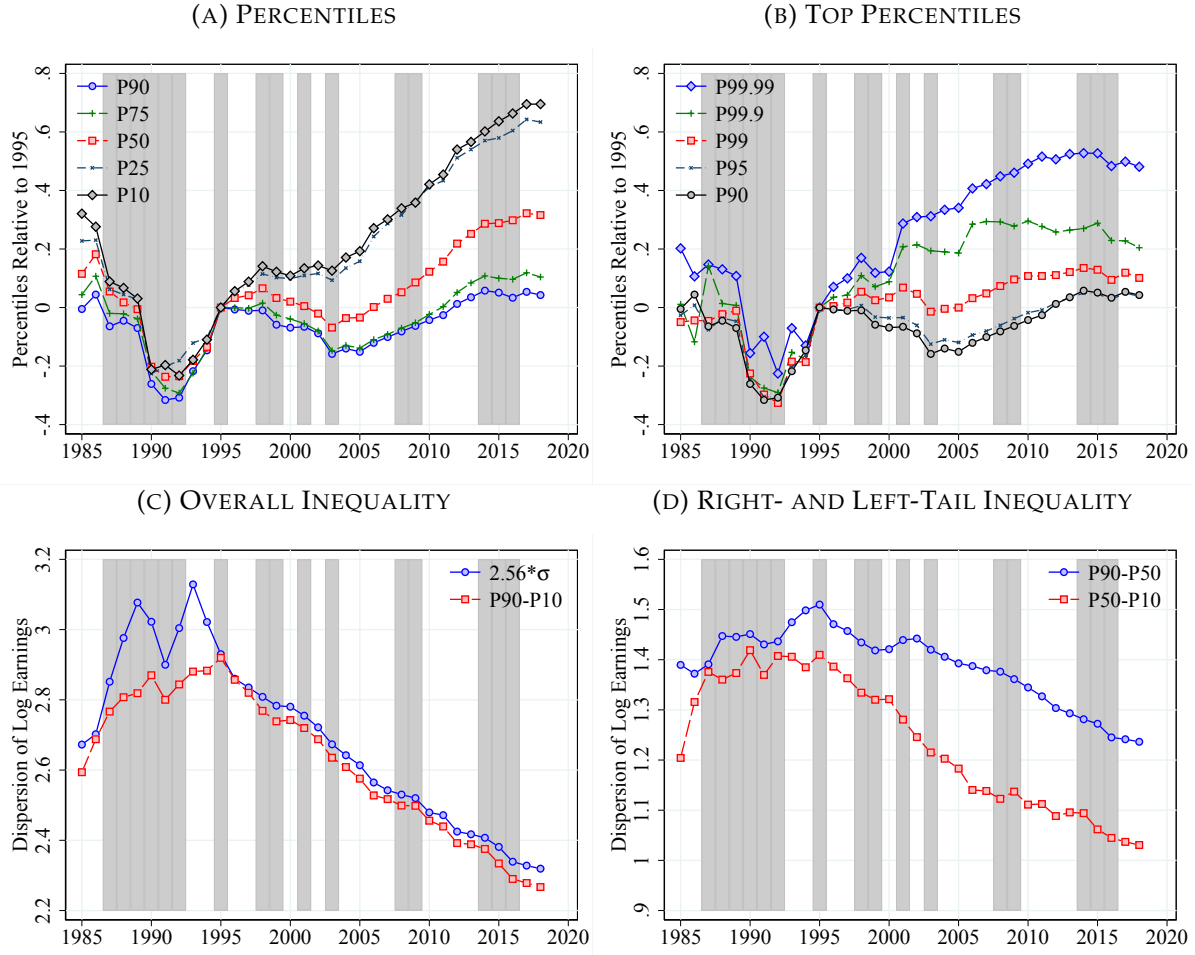 (A) PERCENTILES
Percentiles Relative to 1995
.8
.6
.4
.2
0
-.2
-.4
P90
P75
P50
P25
P10
1985 1990 1995 2000 2005 2010 2015 2020
(B) TOP PERCENTILES
Percentiles Relative to 1995
.8
.6
.4
.2
0
-.2
-.4
P99.99
P99.9
P99
P95
P90
1985 1990 1995 2000 2005 2010 2015 2020
(C) OVERALL INEQUALITY
Dispersion of Log Earnings
3.2
3
2.8
2.6
2.4
2.2
2.56*σ
P90-P10
1985 1990 1995 2000 2005 2010 2015 2020
(D) RIGHT- AND LEFT-TAIL INEQUALITY
Dispersion of Log Earnings
1.6
1.5
1.4
1.3
1.2
1.1
1
.9
P90-P50
P50-P10
1985 1990 1995 2000 2005 2010 2015 2020